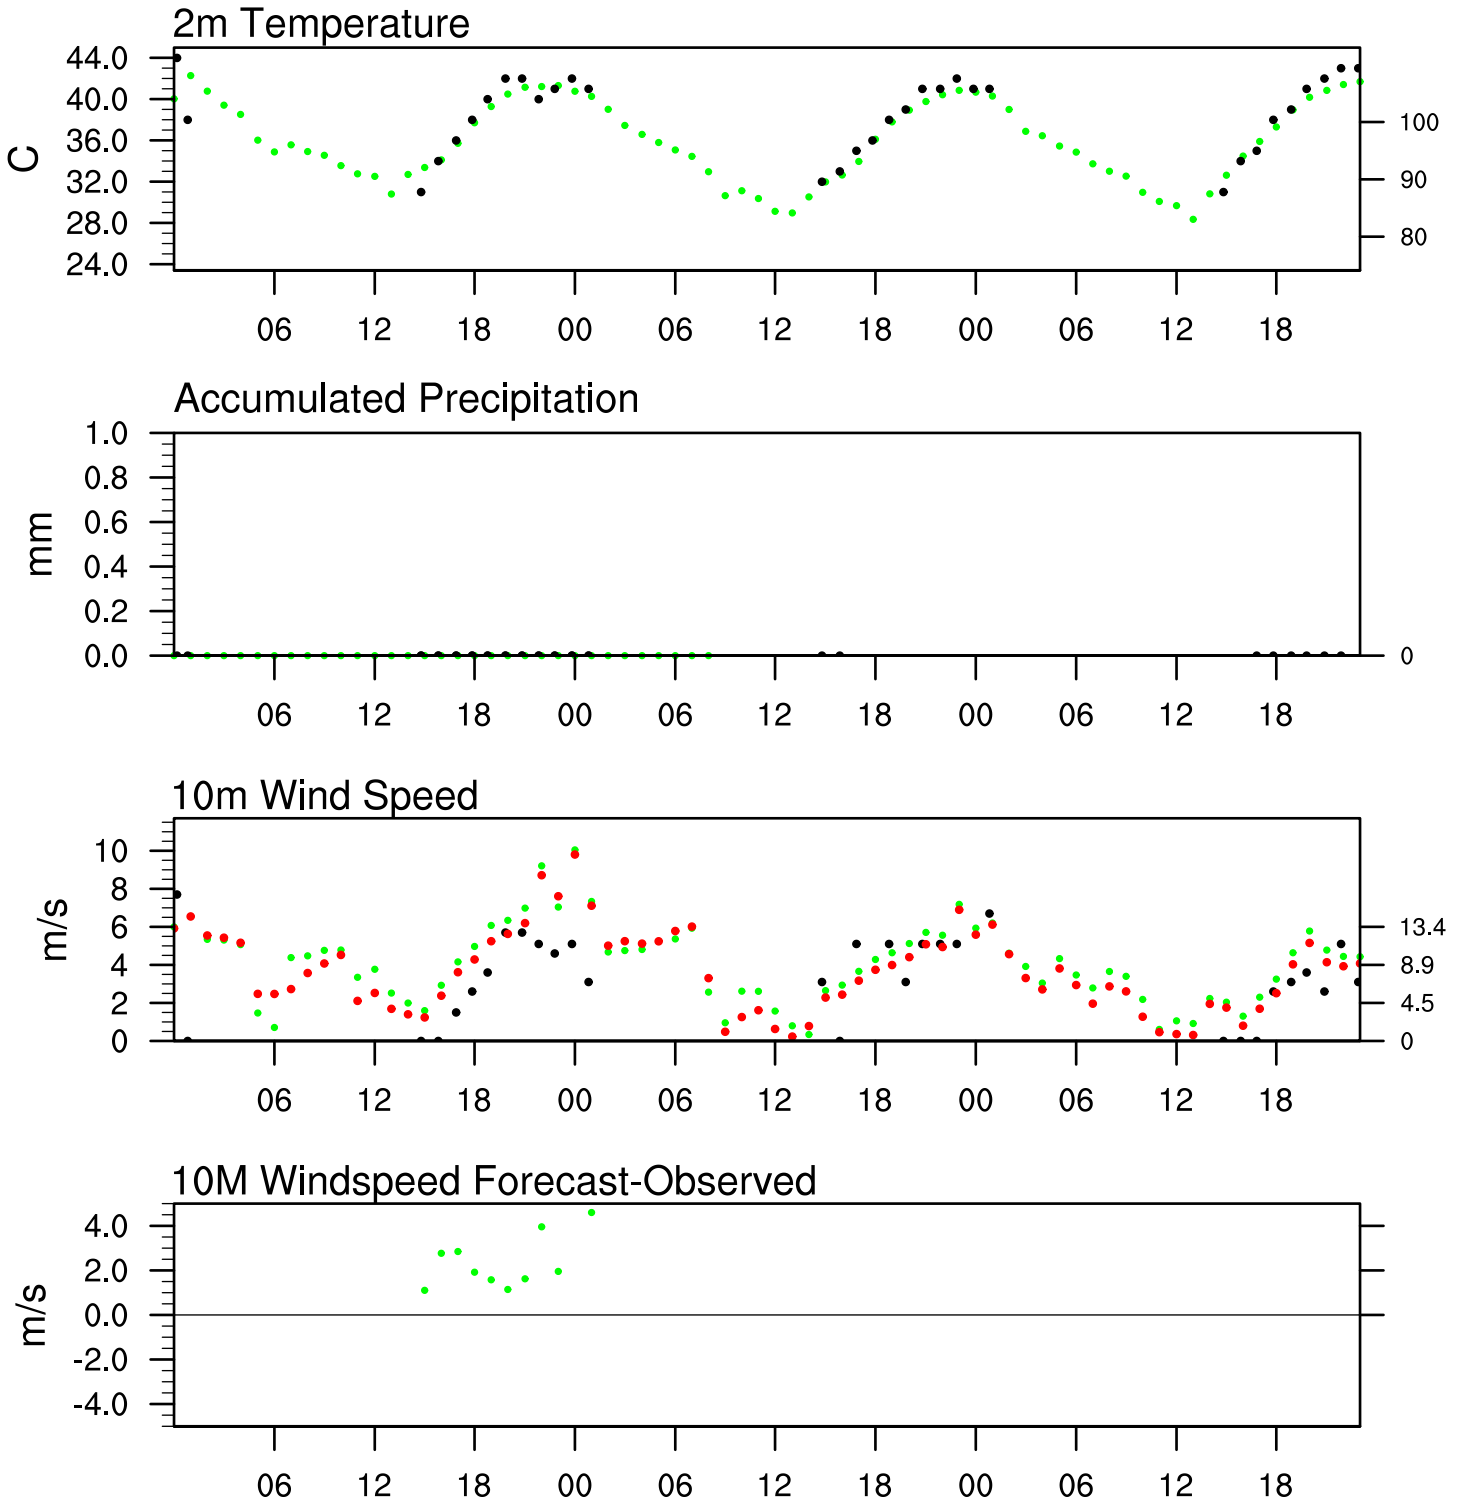 2m Temperature
44.0
40.0
36.0
32.0
28.0
24.0
C
100
90
80
06 12 18 00 06 12 18 00 06 12 18
Accumulated Precipitation
1.0
0.8
0.6
0.4
0.2
0.0
mm
0
06 12 18 00 06 12 18 00 06 12 18
10m Wind Speed
10
8
6
4
2
0
m/s
13.4
8.9
4.5
0
06 12 18 00 06 12 18 00 06 12 18
10M Windspeed Forecast-Observed
4.0
2.0
0.0
-2.0
-4.0
m/s
06 12 18 00 06 12 18 00 06 12 18